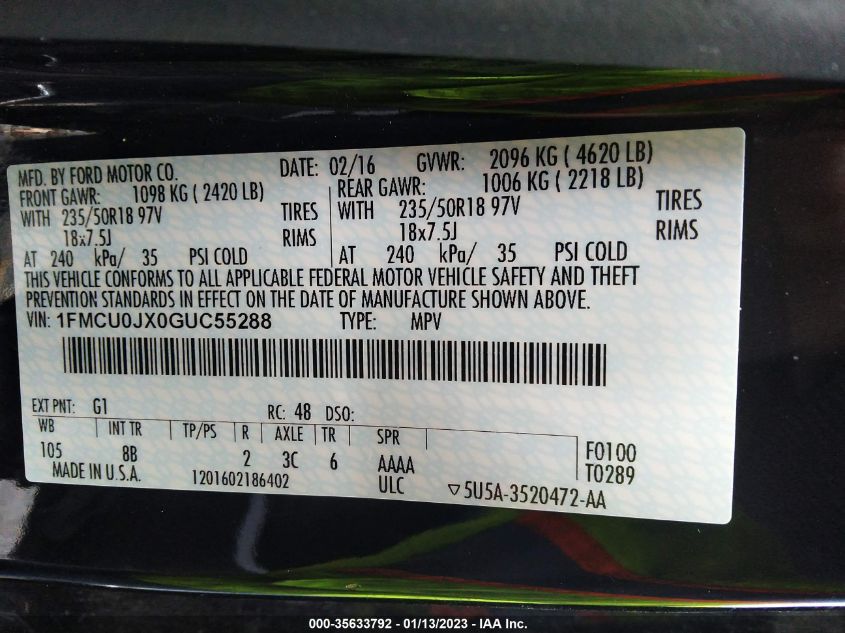 MFD. BY FORD MOTOR CO. DATE: 02/16 GVWR: 2096 KG ( 4620 LB)
FRONT GAWR: 1098 KG ( 2420 LB) REAR GAWR: 1006 KG ( 2218 LB)
WITH 235/50R18 97V TIRES WITH 235/50R18 97V TIRES
18x7.5J RIMS 18x7.5J RIMS
AT 240 kPa/ 35 PSI COLD AT 240 kPa/ 35 PSI COLD
THIS VEHICLE CONFORMS TO ALL APPLICABLE FEDERAL MOTOR VEHICLE SAFETY AND THEFT
PREVENTION STANDARDS IN EFFECT ON THE DATE OF MANUFACTURE SHOWN ABOVE.
VIN: 1FMCU0JX0GUC55288 TYPE: MPV
EXT PNT: G1 RC: 48 DSO:
WB INT TR TP/PS R AXLE TR SPR
105 8B 2 3C 6 AAAA F0100
MADE IN U.S.A. 1201602186402 ULC T0289
▽5U5A-3520472-AA
000-35633792 - 01/13/2023 - IAA Inc.